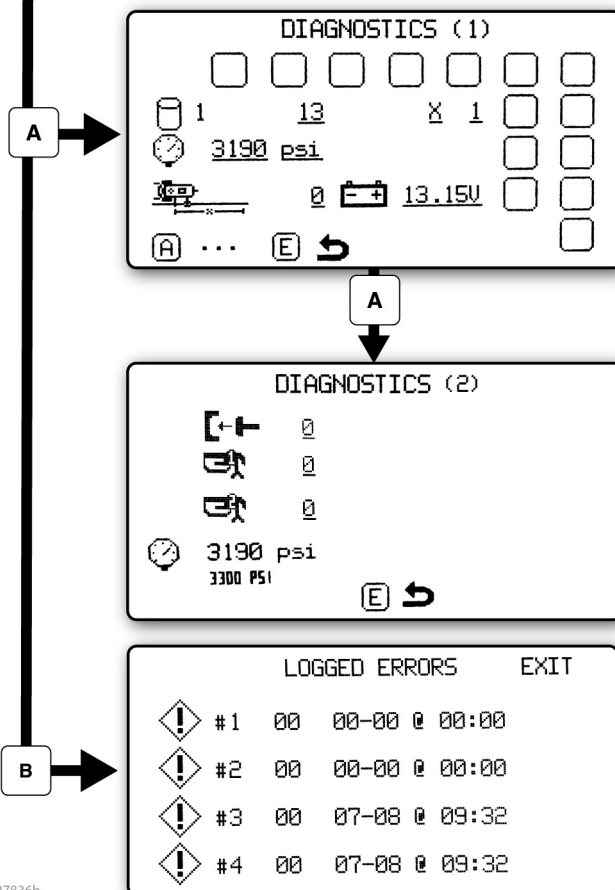 DIAGNOSTICS (1)
1 13 X 1
A
3190 psi
0 - + 13.15V
x
A ... E
A
DIAGNOSTICS (2)
0
0
0
3190 psi
3300 PSI
E
LOGGED ERRORS EXIT
! #1 00 00-00 @ 00:00
! #2 00 00-00 @ 00:00
B
! #3 00 07-08 @ 09:32
! #4 00 07-08 @ 09:32